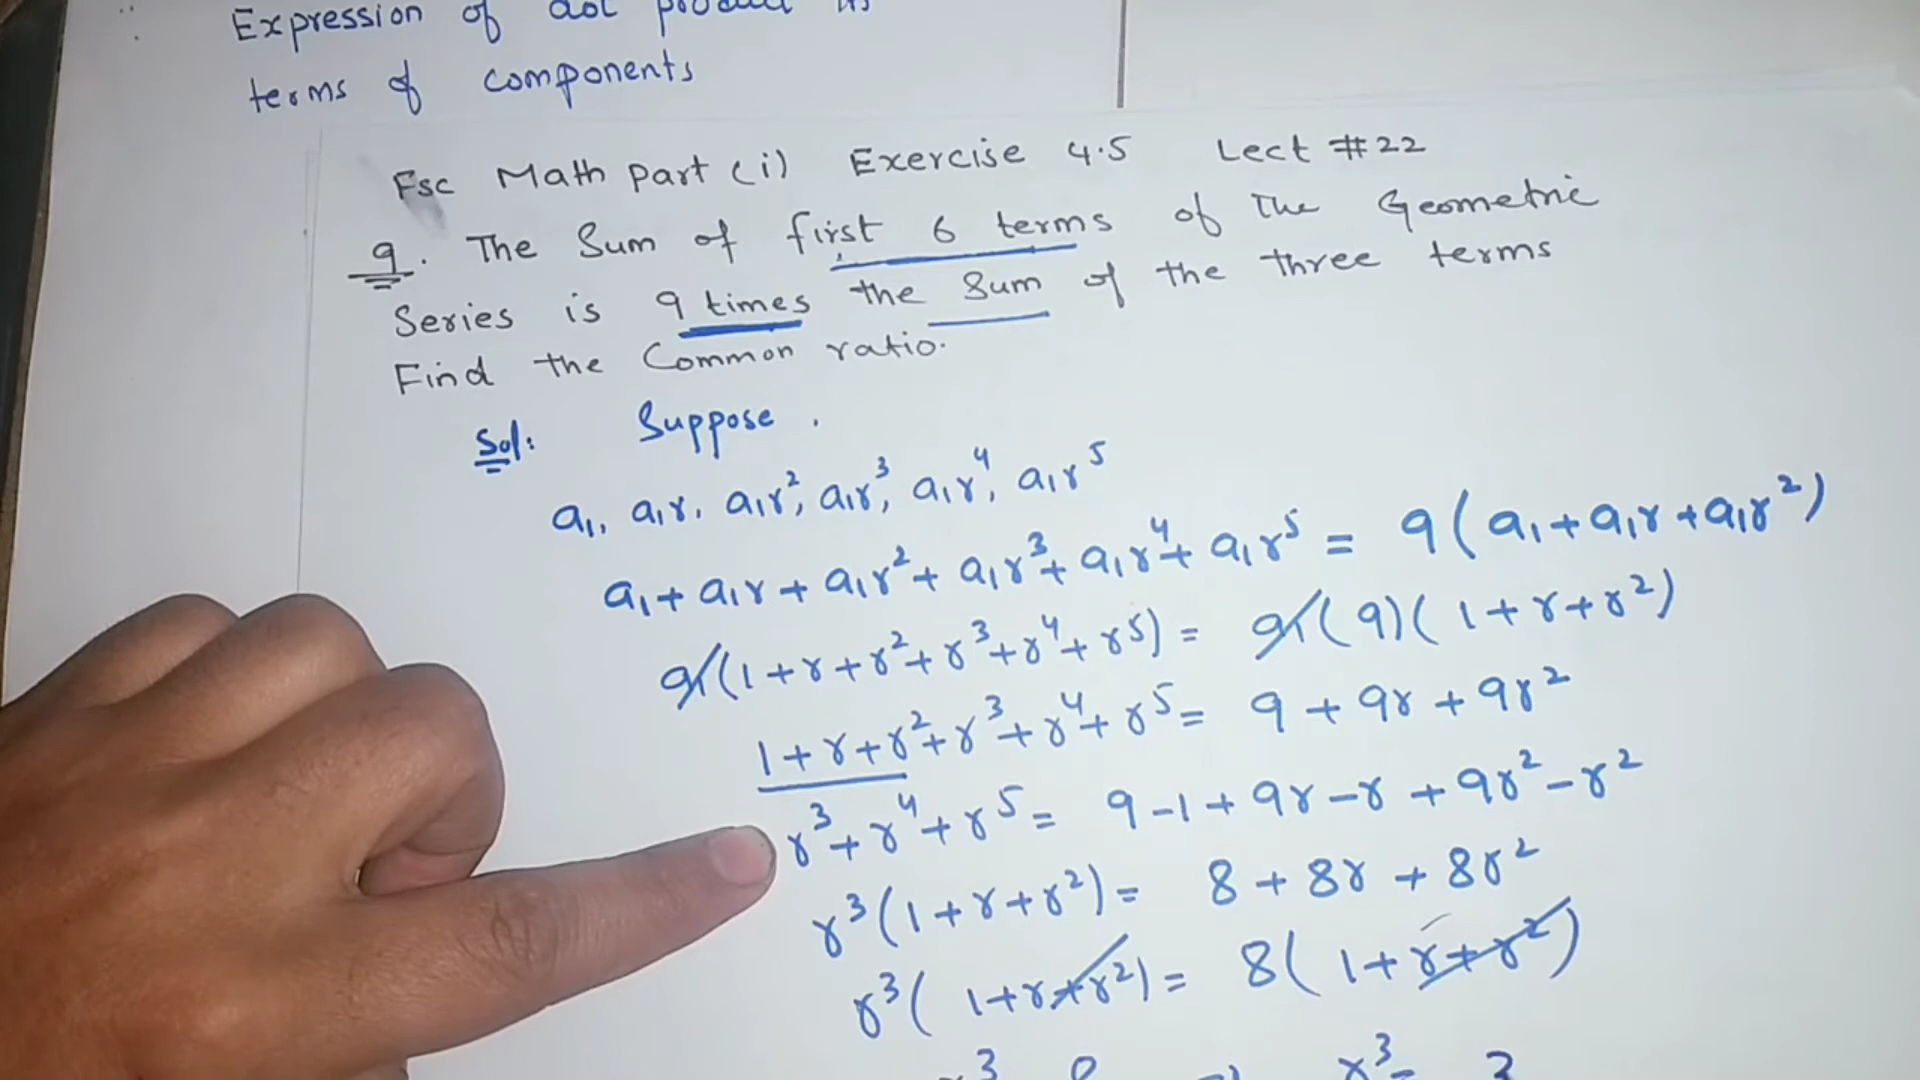 Expression of dot product in
terms of components
Fsc Math part (i) Exercise 4.5 Lect #22
9. The Sum of first 6 terms of The Geometric
Series is 9 times the Sum of the three terms
Find the Common ratio.
Sol: Suppose.
a₁, a₁r, a₁r², a₁r³, a₁r⁴, a₁r⁵
a₁ + a₁r + a₁r² + a₁r³ + a₁r⁴ + a₁r⁵ = 9(a₁ + a₁r + a₁r²)
a₁(1 + r + r² + r³ + r⁴ + r⁵) = a₁(9)(1 + r + r²)
1 + r + r² + r³ + r⁴ + r⁵ = 9 + 9r + 9r²
r³ + r⁴ + r⁵ = 9 - 1 + 9r - r + 9r² - r²
r³(1 + r + r²) = 8 + 8r + 8r²
r³(1 + r + r²) = 8(1 + r + r²)